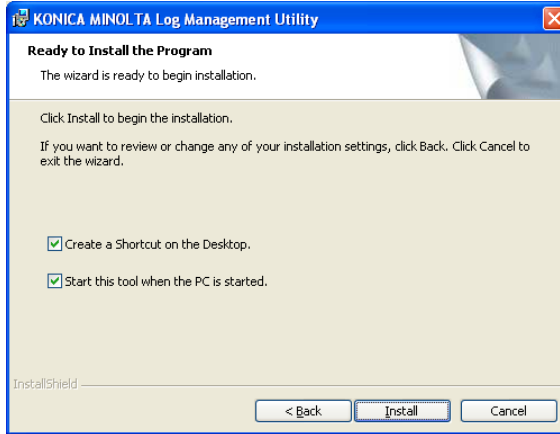 KONICA MINOLTA Log Management Utility
Ready to Install the Program
The wizard is ready to begin installation.
Click Install to begin the installation.
If you want to review or change any of your installation settings, click Back. Click Cancel to
exit the wizard.
Create a Shortcut on the Desktop.
Start this tool when the PC is started.
InstallShield
< Back Install Cancel